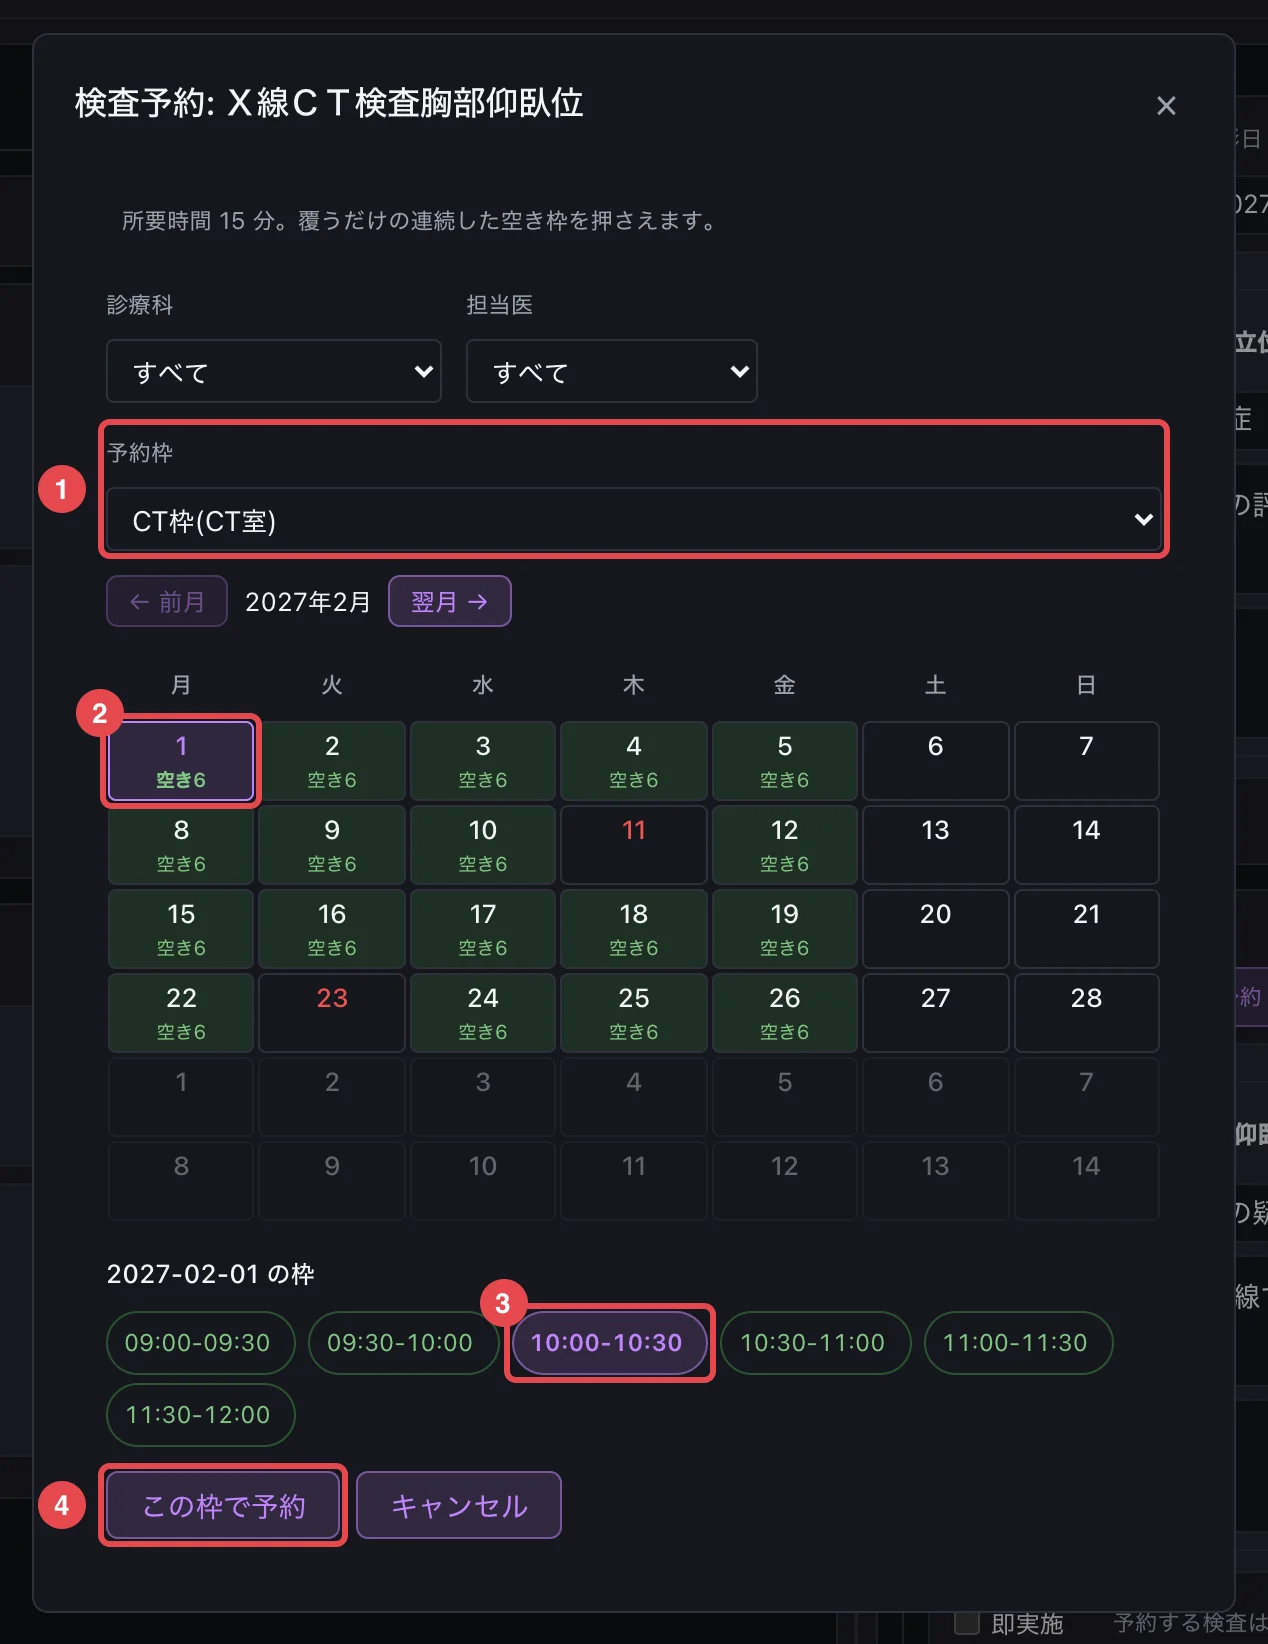 検査予約: Ｘ線ＣＴ検査胸部仰臥位
×
所要時間 15 分。覆うだけの連続した空き枠を押さえます。
診療科 担当医
すべて すべて
予約枠
1
CT枠(CT室)
← 前月 2027年2月 翌月 →
月 火 水 木 金 土 日
2
1 2 3 4 5 6 7
空き6 空き6 空き6 空き6 空き6
8 9 10 11 12 13 14
空き6 空き6 空き6 空き6
15 16 17 18 19 20 21
空き6 空き6 空き6 空き6 空き6
22 23 24 25 26 27 28
空き6 空き6 空き6 空き6
1 2 3 4 5 6 7
8 9 10 11 12 13 14
2027-02-01 の枠
3
09:00-09:30 09:30-10:00 10:00-10:30 10:30-11:00 11:00-11:30
11:30-12:00
4
この枠で予約 キャンセル
即実施 予約する検査は